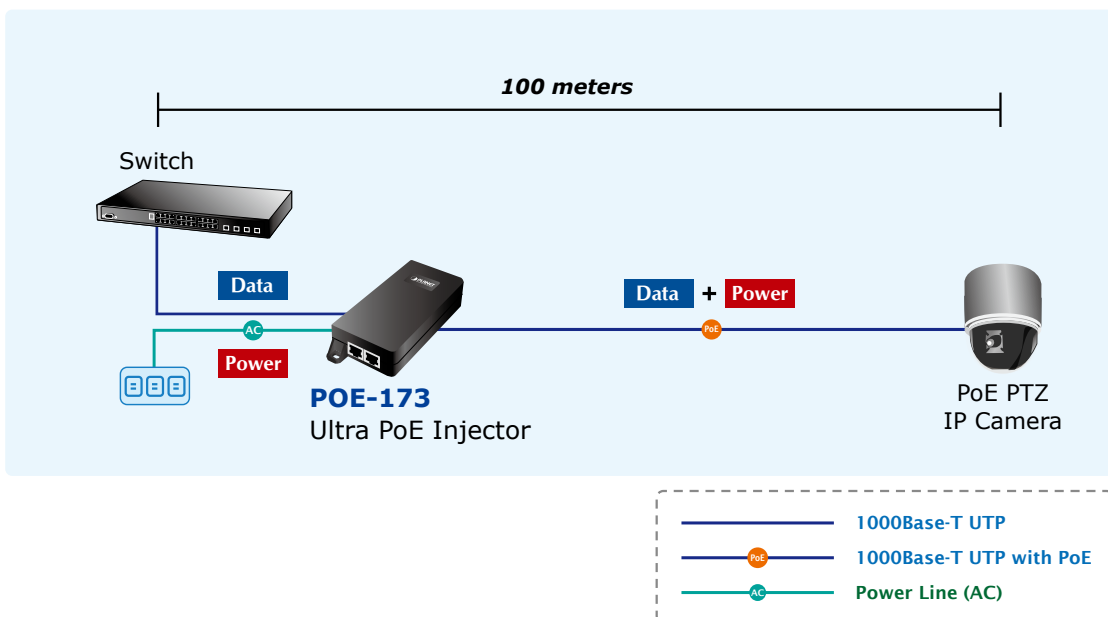 100 meters
Switch
Data
AC
Power
PLANET
POE-173
Ultra PoE Injector
Data + Power
PoE
PoE PTZ
IP Camera
1000Base-T UTP
PoE
1000Base-T UTP with PoE
AC
Power Line (AC)